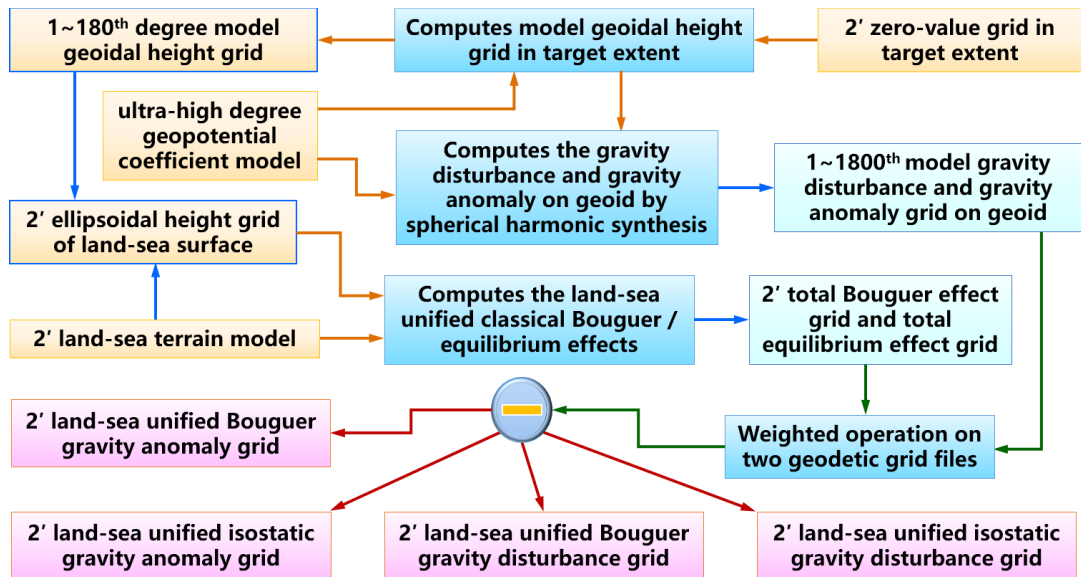 1~180th degree model
geoidal height grid
Computes model geoidal height
grid in target extent
2′ zero-value grid in
target extent
ultra-high degree
geopotential
coefficient model
Computes the gravity
disturbance and gravity
anomaly on geoid by
spherical harmonic synthesis
1~1800th model gravity
disturbance and gravity
anomaly grid on geoid
2′ ellipsoidal height grid
of land-sea surface
2′ land-sea terrain model
Computes the land-sea
unified classical Bouguer /
equilibrium effects
2′ total Bouguer effect
grid and total
equilibrium effect grid
2′ land-sea unified Bouguer
gravity anomaly grid
Weighted operation on
two geodetic grid files
2′ land-sea unified isostatic
gravity anomaly grid
2′ land-sea unified Bouguer
gravity disturbance grid
2′ land-sea unified isostatic
gravity disturbance grid